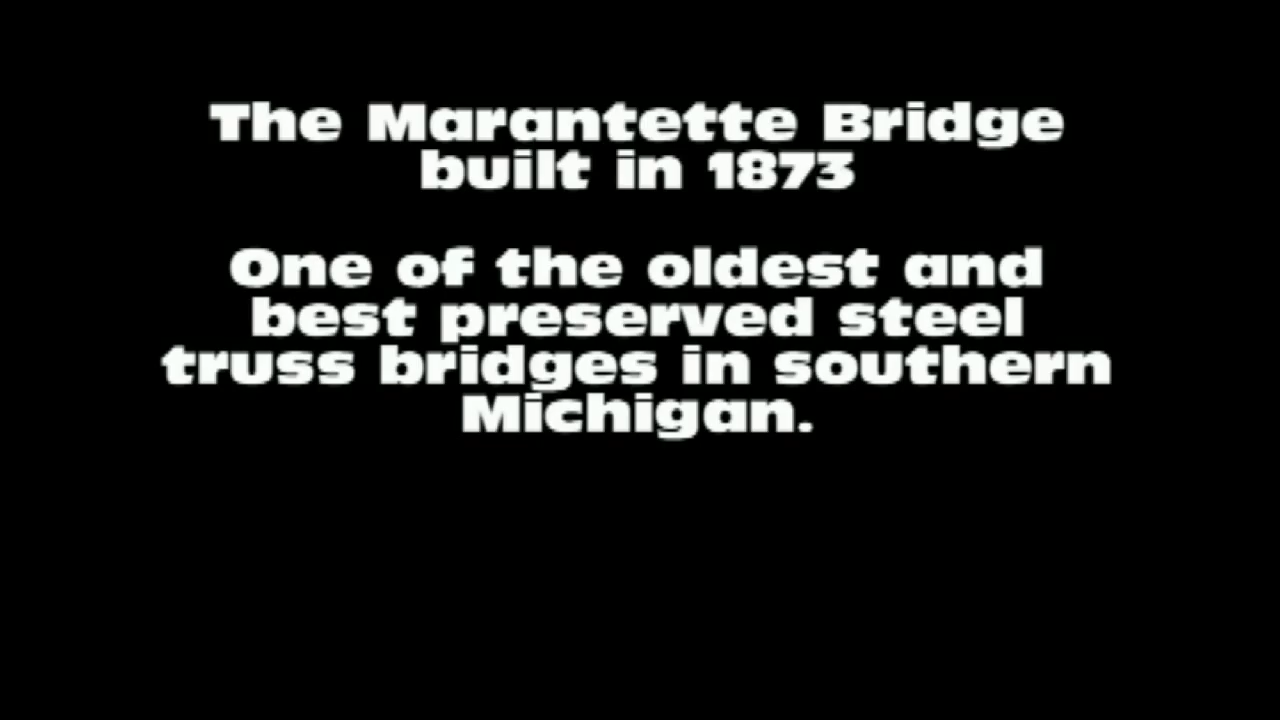 The Marantette Bridge
built in 1873
One of the oldest and
best preserved steel
truss bridges in southern
Michigan.